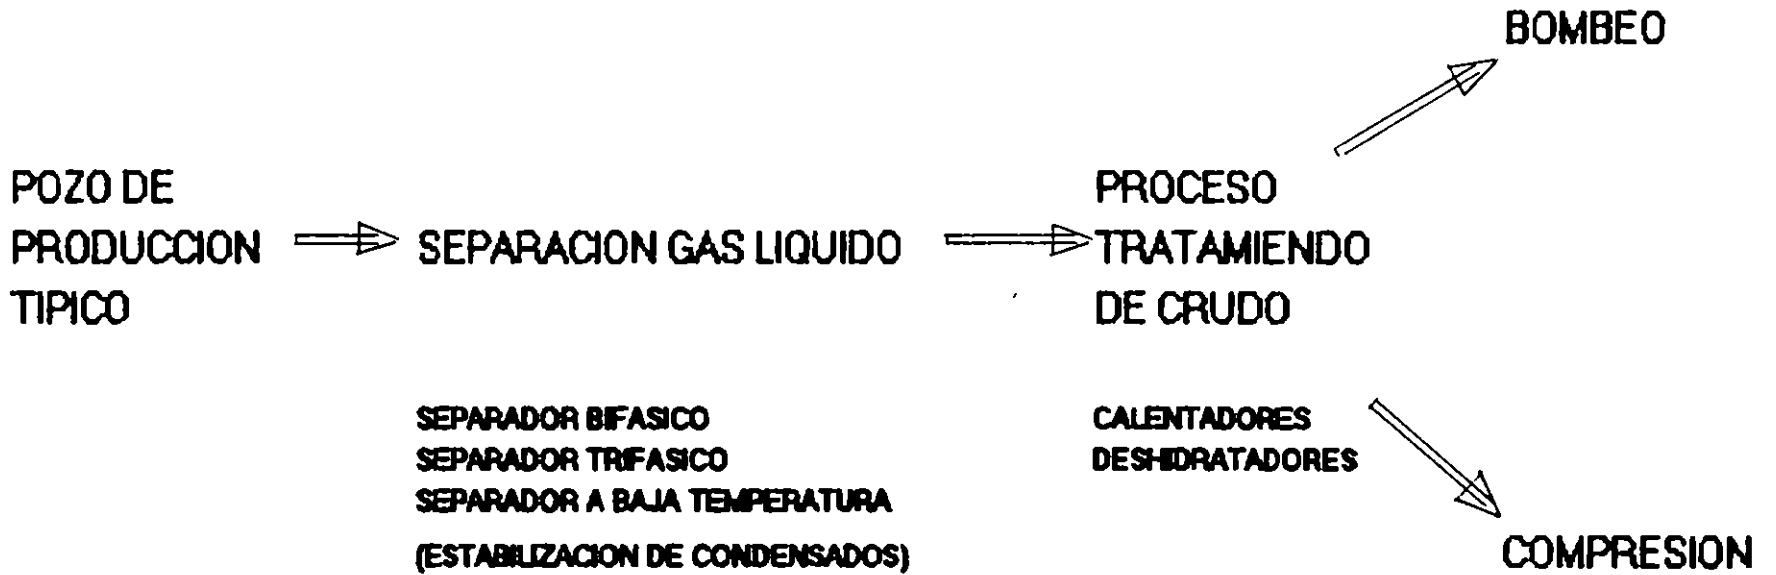 BOMBEO
POZO DE
PRODUCCION
TIPICO
SEPARACION GAS LIQUIDO
PROCESO
TRATAMIENDO
DE CRUDO
SEPARADOR BIFASICO
SEPARADOR TRIFASICO
SEPARADOR A BAJA TEMPERATURA
(ESTABILIZACION DE CONDENSADOS)
CALENTADORES
DESHIDRATADORES
COMPRESION